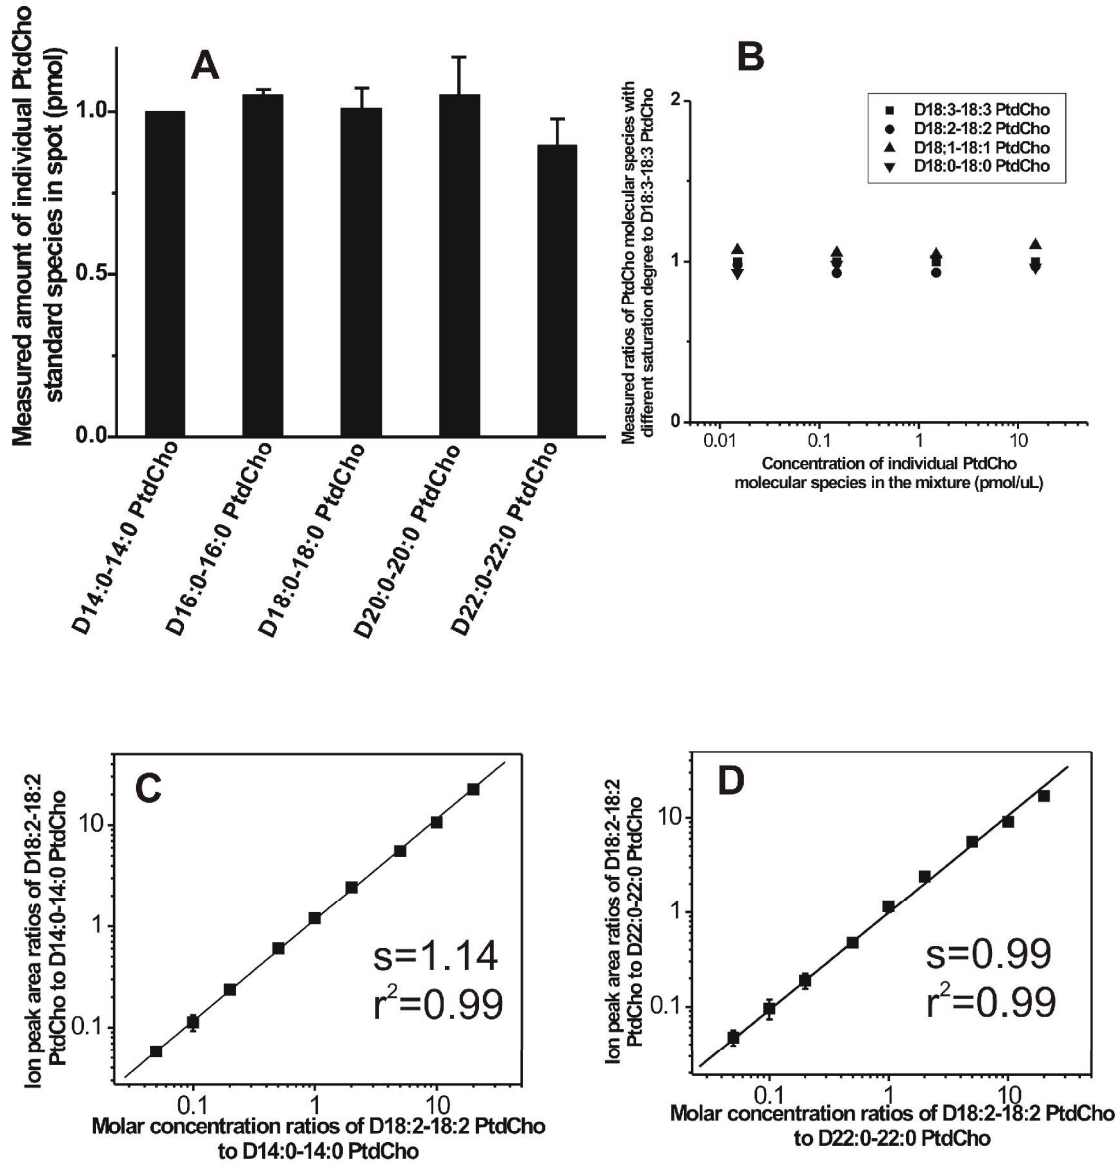 A
Measured amount of individual PtdCho
standard species in spot (pmol)
1.0
0.5
0.0
D14:0-14:0 PtdCho
D16:0-16:0 PtdCho
D18:0-18:0 PtdCho
D20:0-20:0 PtdCho
D22:0-22:0 PtdCho
B
Measured ratios of PtdCho molecular species with
different saturation degree to D18:3-18:3 PtdCho
2
1
0
D18:3-18:3 PtdCho
D18:2-18:2 PtdCho
D18;1-18:1 PtdCho
D18:0-18:0 PtdCho
0.01 0.1 1 10
Concentration of individual PtdCho
molecular species in the mixture (pmol/uL)
C
Ion peak area ratios of D18:2-18:2
PtdCho to D14:0-14:0 PtdCho
10
1
0.1
s=1.14
r²=0.99
0.1 1 10
Molar concentration ratios of D18:2-18:2 PtdCho
to D14:0-14:0 PtdCho
D
Ion peak area ratios of D18:2-18:2
PtdCho to D22:0-22:0 PtdCho
10
1
0.1
s=0.99
r²=0.99
0.1 1 10
Molar concentration ratios of D18:2-18:2 PtdCho
to D22:0-22:0 PtdCho